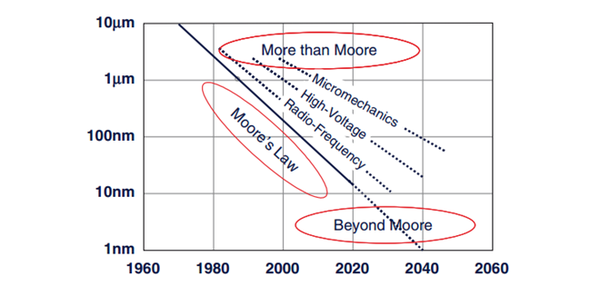 10μm
More than Moore
1μm
Micromechanics
High-Voltage
Radio-Frequency
100nm
Moore's Law
10nm
Beyond Moore
1nm
1960 1980 2000 2020 2040 2060